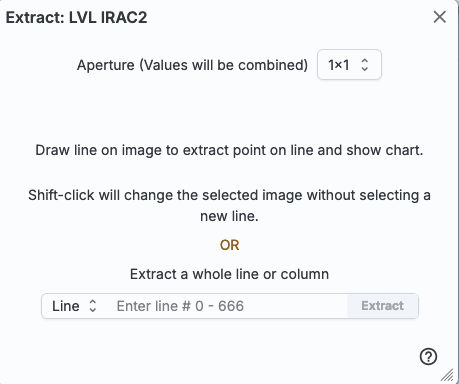 Extract: LVL IRAC2
Aperture (Values will be combined) 1×1
Draw line on image to extract point on line and show chart.
Shift-click will change the selected image without selecting a
new line.
OR
Extract a whole line or column
Line Enter line # 0 - 666 Extract